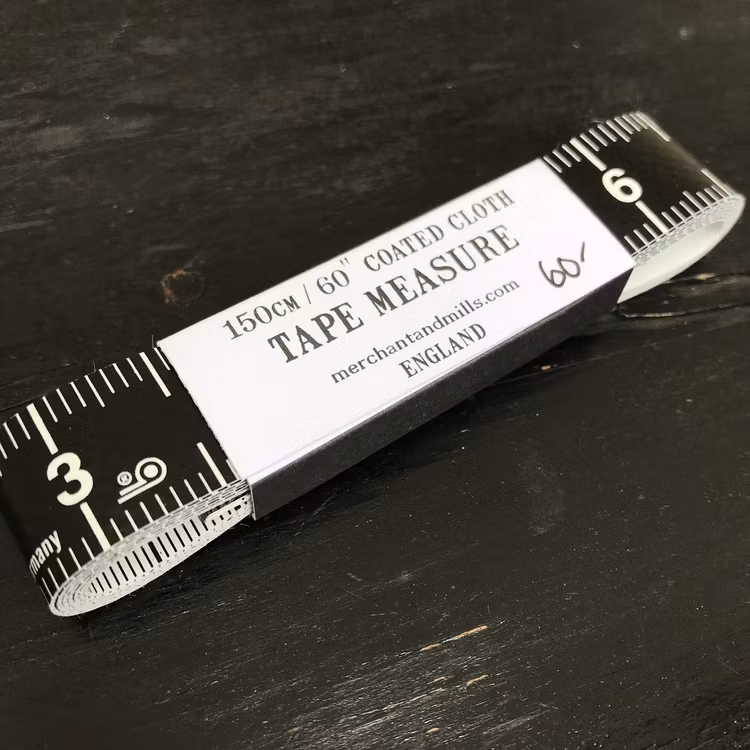 150CM / 60" COATED CLOTH
TAPE MEASURE
merchantandmills.com
ENGLAND
60-
6
3
®
many